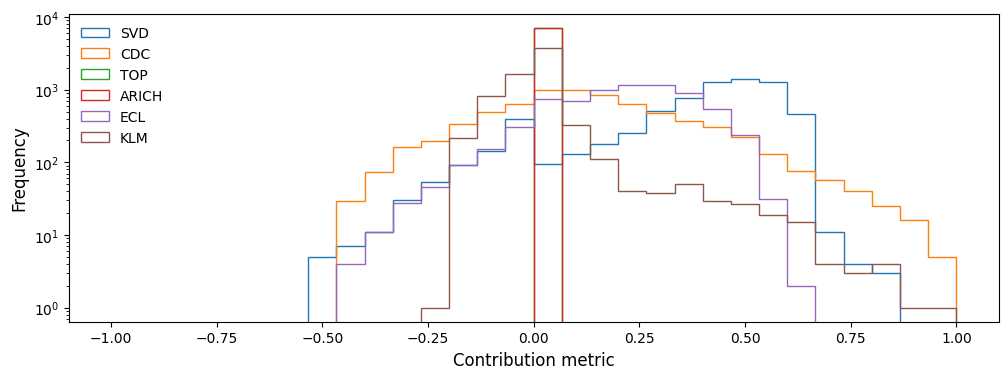 SVD
CDC
TOP
ARICH
ECL
KLM
Frequency
10⁴
10³
10²
10¹
10⁰
−1.00 −0.75 −0.50 −0.25 0.00 0.25 0.50 0.75 1.00
Contribution metric